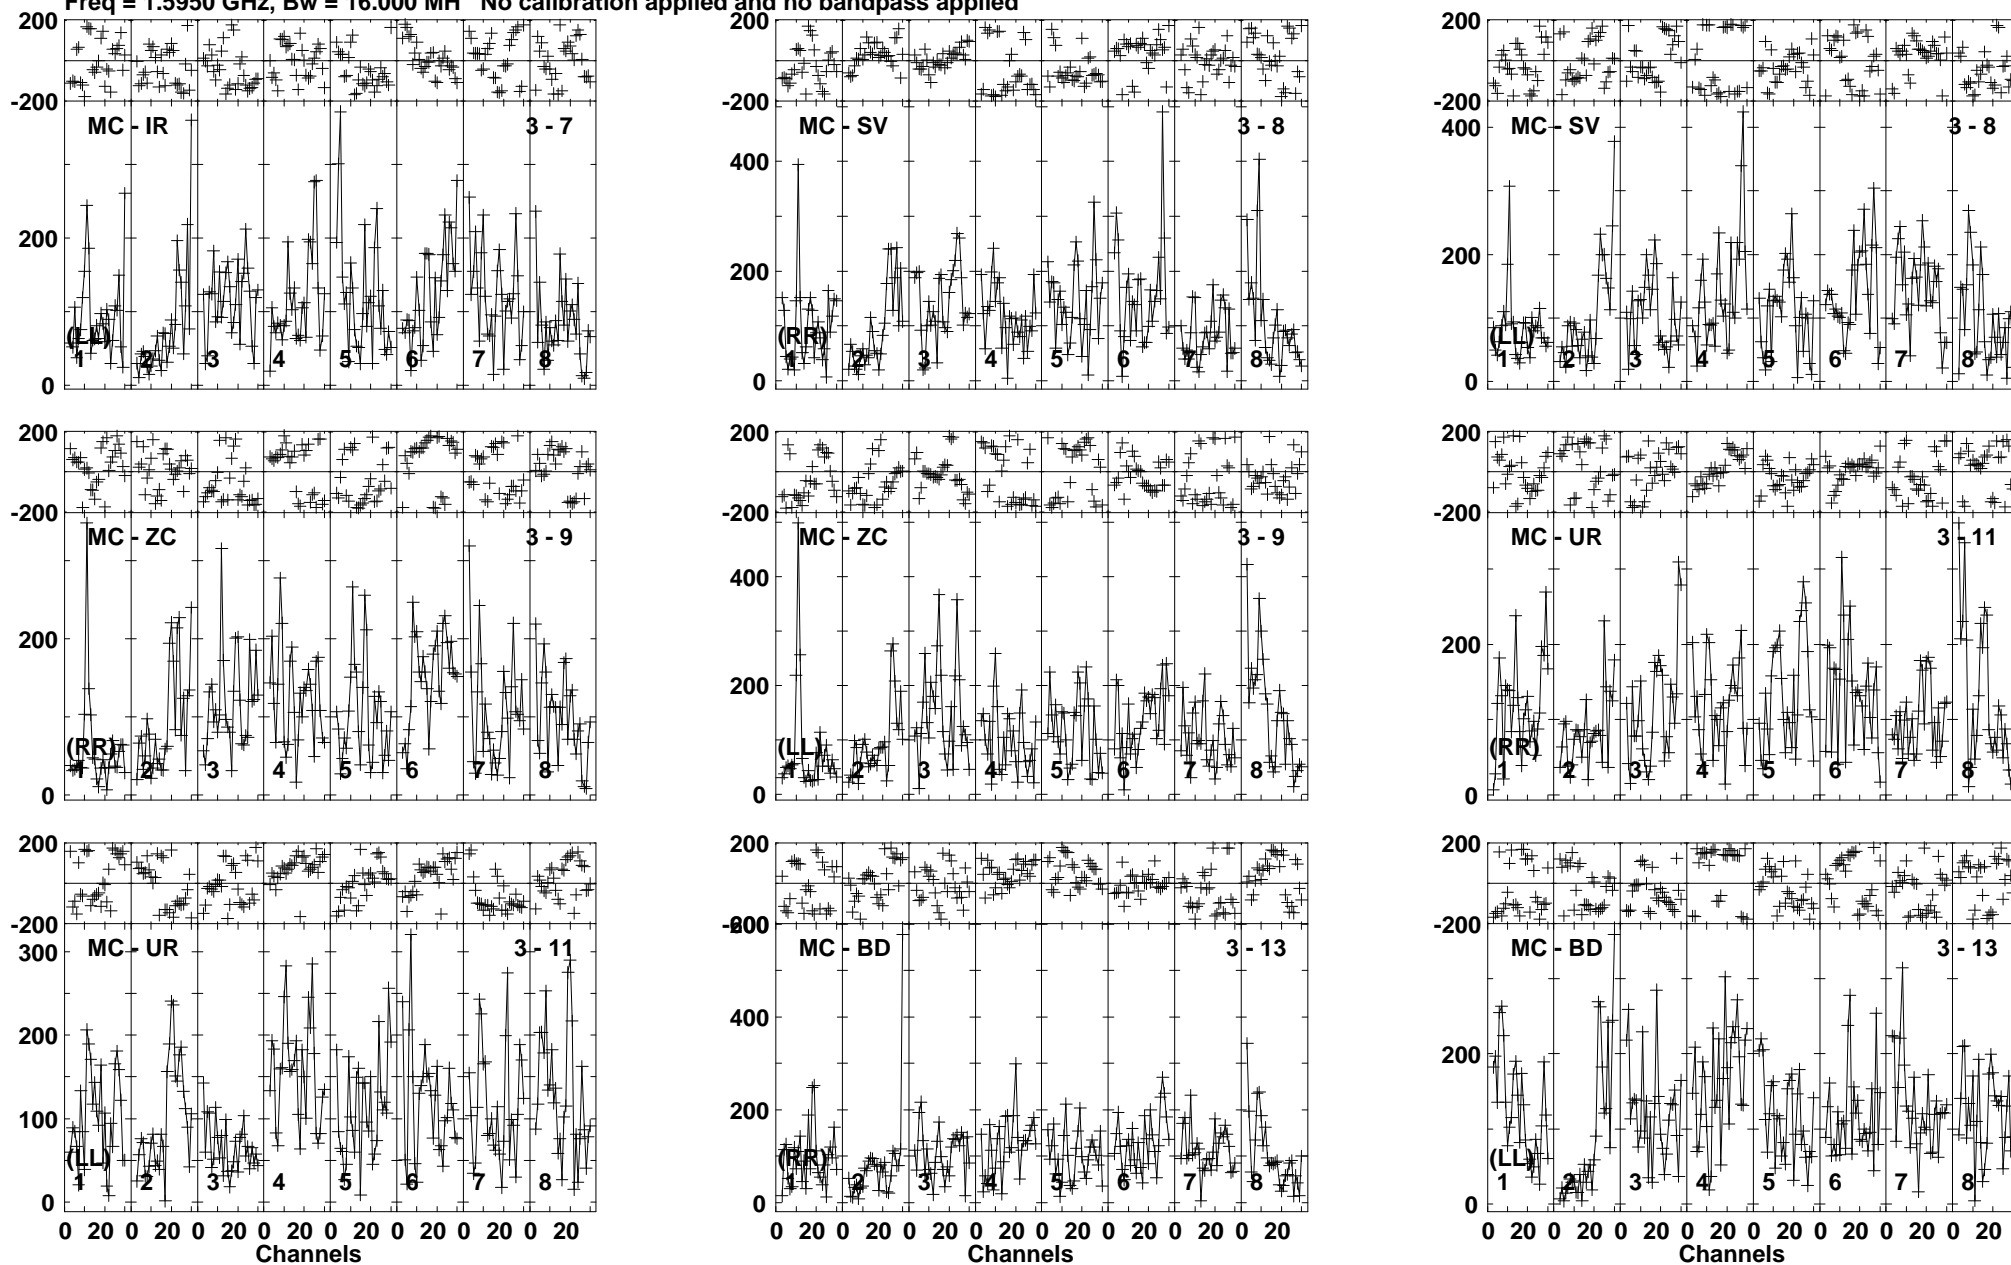 Freq = 1.5950 GHz, Bw = 16.000 MH No calibration applied and no bandpass applied
200 200 200
-200 -200 -200
MC - IR 3 - 7 MC - SV 3 - 8 MC - SV 3 - 8
400 400
200 200 200
(LL) (RR) (LL)
1 2 3 4 5 6 7 8 1 2 3 4 5 6 7 8 1 2 3 4 5 6 7 8
0 0 0
200 200 200
-200 -200 -200
MC - ZC 3 - 9 MC - ZC 3 - 9 MC - UR 3 - 11
400
200 200 200
(RR) (LL) (RR)
1 2 3 4 5 6 7 8 1 2 3 4 5 6 7 8 1 2 3 4 5 6 7 8
0 0 0
200 200 200
-200 -200 -200
600
MC - UR 3 - 11 MC - BD 3 - 13 MC - BD 3 - 13
300 400
200 200 200
100
(LL) (RR) (LL)
1 2 3 4 5 6 7 8 1 2 3 4 5 6 7 8 1 2 3 4 5 6 7 8
0 0 0
0 20 0 20 0 20 0 20 0 20 0 20 0 20 0 20 0 20 0 20 0 20 0 20 0 20 0 20 0 20 0 20 0 20 0 20 0 20 0 20 0 20 0 20 0 20 0 20
Channels Channels Channels